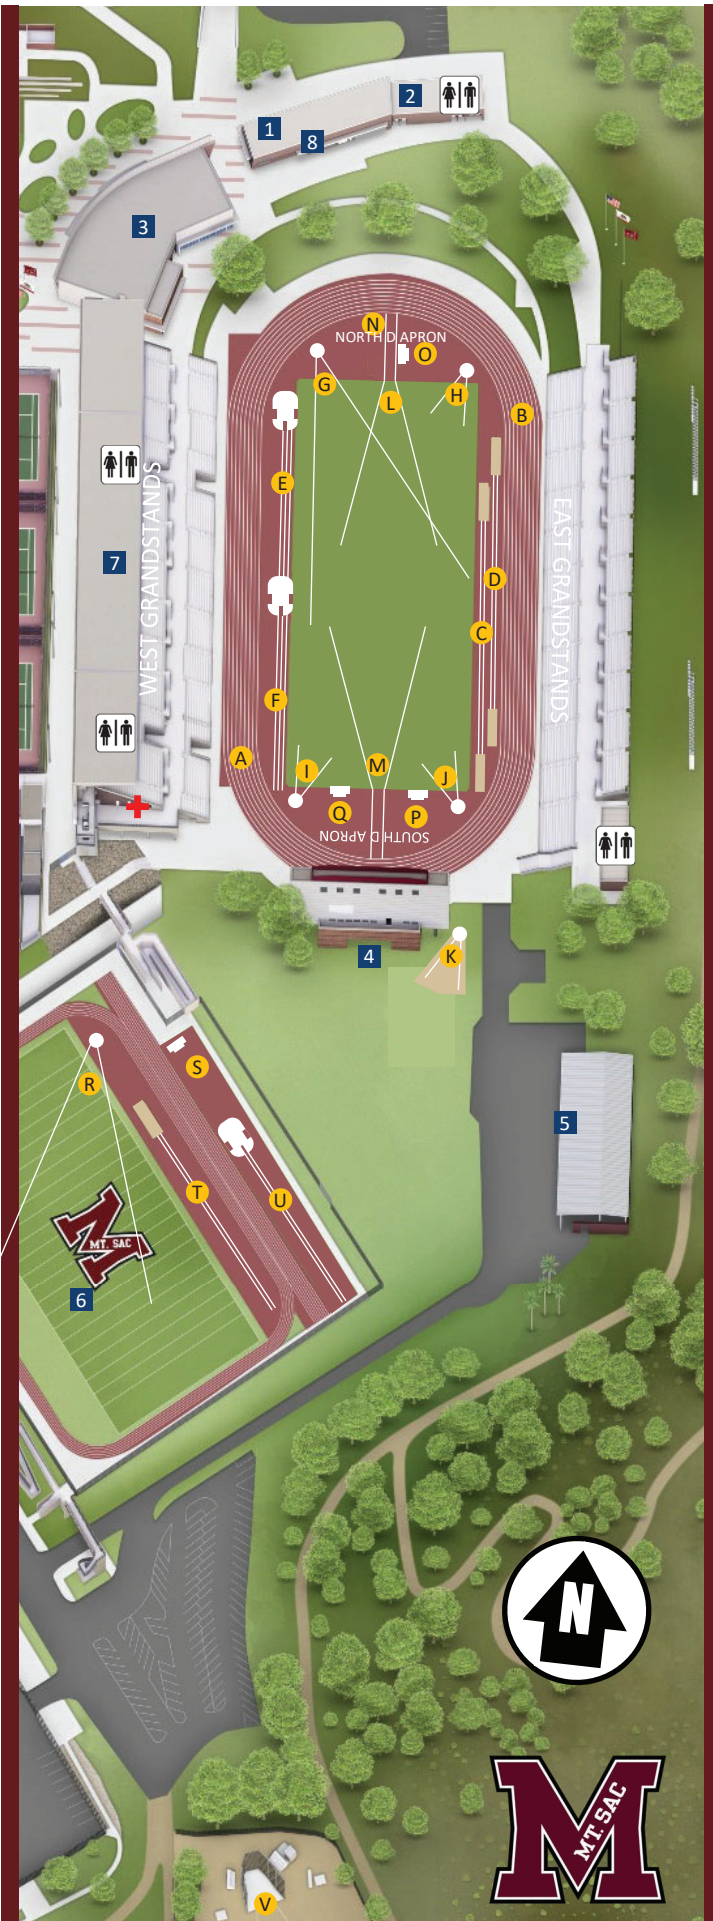 2
1
8
3
N
NORTH D APRON
O
G
H
L
B
E
WEST GRANDSTANDS
EAST GRANDSTANDS
7
D
C
F
A
M
I
J
Q
P
SOUTH D APRON
4
K
S
R
5
T
U
MT. SAC
6
N
MT. SAC
V